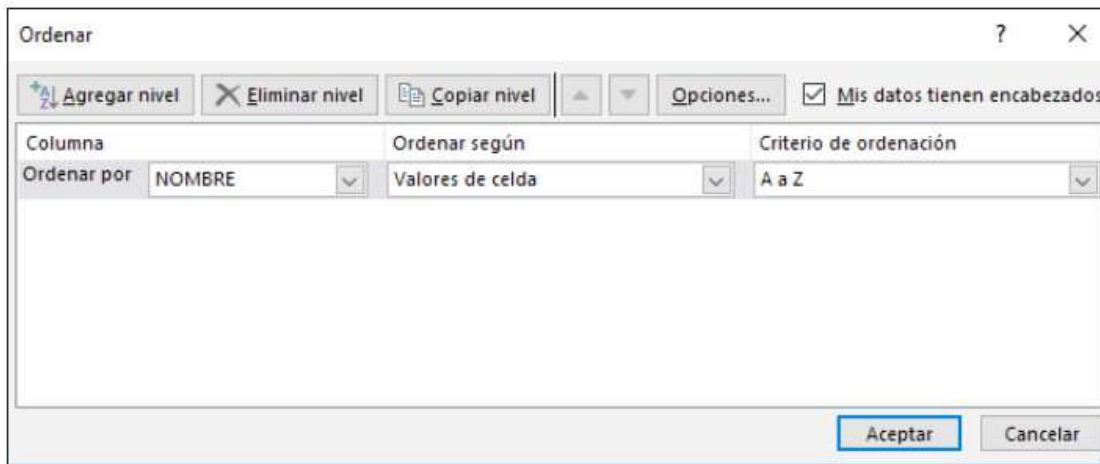 Ordenar ?
Agregar nivel Eliminar nivel Copiar nivel Opciones... Mis datos tienen encabezados
Columna Ordenar según Criterio de ordenación
Ordenar por NOMBRE Valores de celda A a Z
Aceptar Cancelar